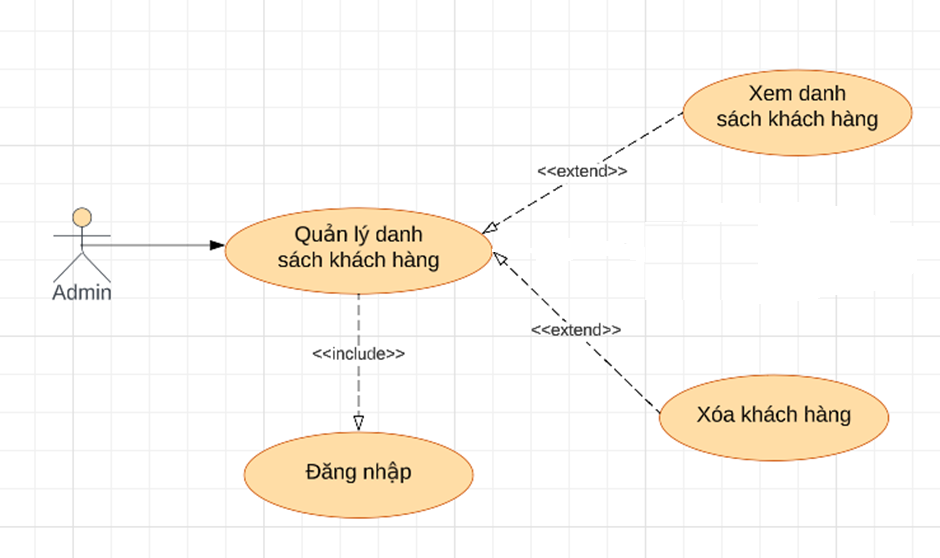 Xem danh
sách khách hàng
<<extend>>
Quản lý danh
sách khách hàng
Admin
<<extend>>
<<include>>
Xóa khách hàng
Đăng nhập